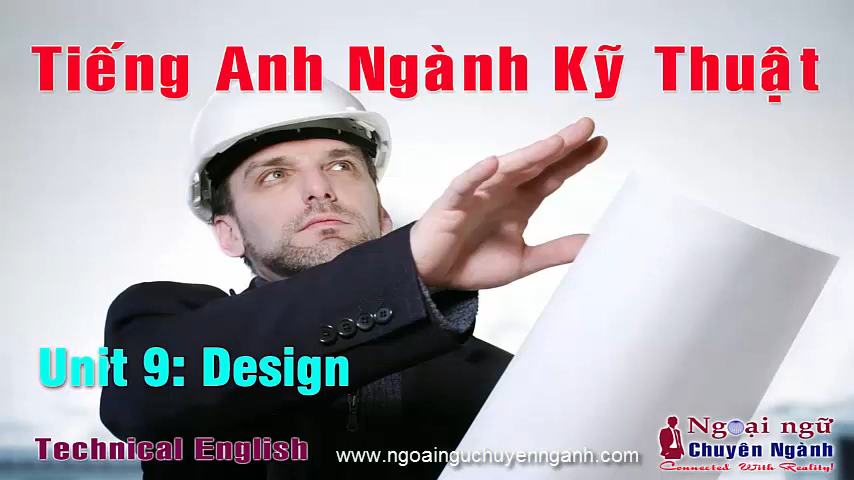 Tiếng Anh Ngành Kỹ Thuật
Unit 9: Design
Technical English
www.ngoainguchuyennganh.com
Ngoại ngữ
Chuyên Ngành
Connected With Reality!